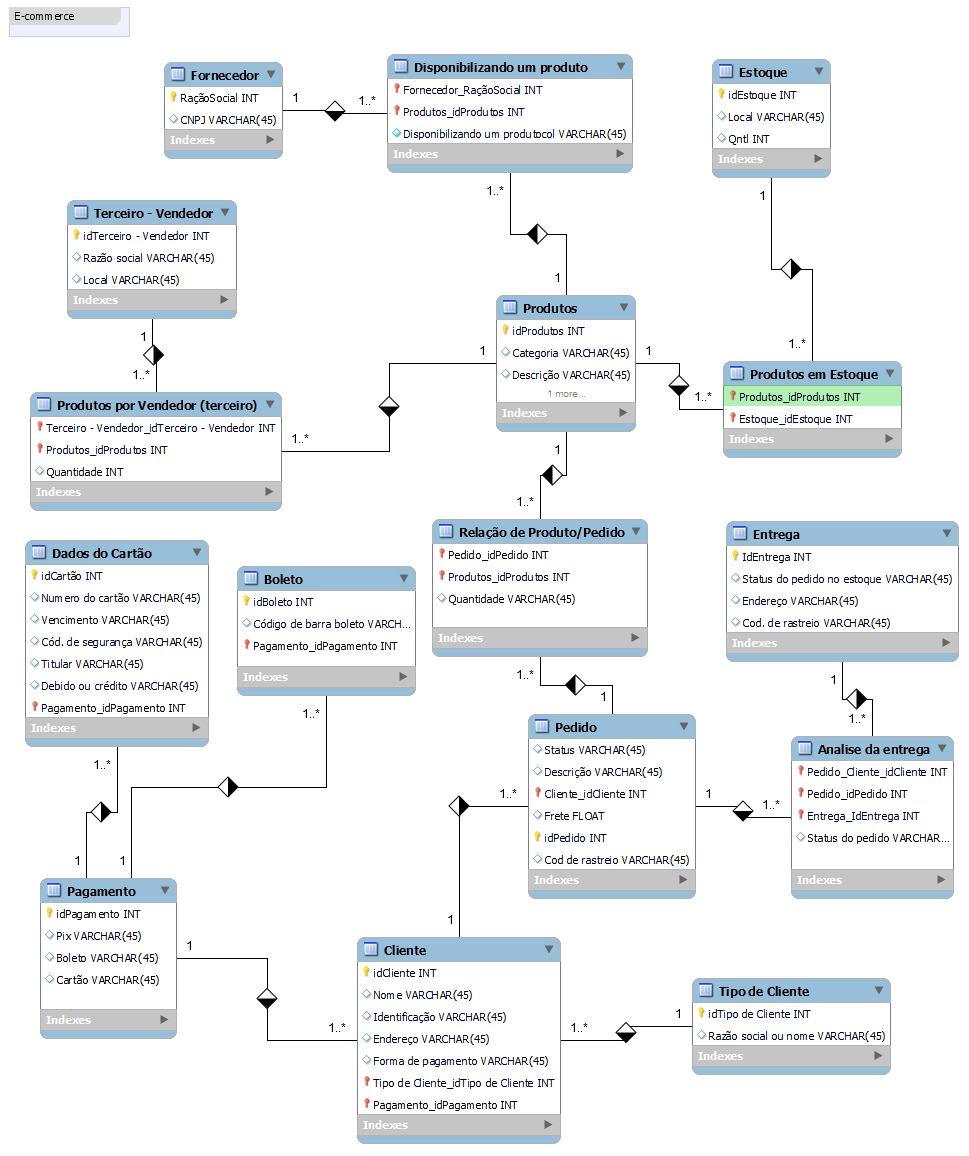 E-commerce
Fornecedor
RaçãoSocial INT
CNPJ VARCHAR(45)
Indexes
1
1..*
Disponibilizando um produto
Fornecedor_RaçãoSocial INT
Produtos_idProdutos INT
Disponibilizando um produtocol VARCHAR(45)
Indexes
1..*
1
Estoque
idEstoque INT
Local VARCHAR(45)
Qntl INT
Indexes
1
1..*
Terceiro - Vendedor
idTerceiro - Vendedor INT
Razão social VARCHAR(45)
Local VARCHAR(45)
Indexes
1
1..*
Produtos
idProdutos INT
Categoria VARCHAR(45)
Descrição VARCHAR(45)
1 more...
Indexes
1
1..*
1
1..*
1
1..*
Produtos em Estoque
Produtos_idProdutos INT
Estoque_idEstoque INT
Indexes
Produtos por Vendedor (terceiro)
Terceiro - Vendedor_idTerceiro - Vendedor INT
Produtos_idProdutos INT
Quantidade INT
Indexes
Relação de Produto/Pedido
Pedido_idPedido INT
Produtos_idProdutos INT
Quantidade VARCHAR(45)
Indexes
1..*
1
Entrega
IdEntrega INT
Status do pedido no estoque VARCHAR(45)
Endereço VARCHAR(45)
Cod. de rastreio VARCHAR(45)
Indexes
1
1..*
Dados do Cartão
idCartão INT
Numero do cartão VARCHAR(45)
Vencimento VARCHAR(45)
Cód. de segurança VARCHAR(45)
Titular VARCHAR(45)
Debido ou crédito VARCHAR(45)
Pagamento_idPagamento INT
Indexes
1..*
1
Boleto
idBoleto INT
Código de barra boleto VARCH...
Pagamento_idPagamento INT
Indexes
1..*
1
Pedido
Status VARCHAR(45)
Descrição VARCHAR(45)
Cliente_idCliente INT
Frete FLOAT
idPedido INT
Cod de rastreio VARCHAR(45)
Indexes
1
1..*
1..*
1
Analise da entrega
Pedido_Cliente_idCliente INT
Pedido_idPedido INT
Entrega_IdEntrega INT
Status do pedido VARCHAR...
Indexes
Pagamento
idPagamento INT
Pix VARCHAR(45)
Boleto VARCHAR(45)
Cartão VARCHAR(45)
Indexes
1
1..*
Cliente
idCliente INT
Nome VARCHAR(45)
Identificação VARCHAR(45)
Endereço VARCHAR(45)
Forma de pagamento VARCHAR(45)
Tipo de Cliente_idTipo de Cliente INT
Pagamento_idPagamento INT
Indexes
1..*
1
Tipo de Cliente
idTipo de Cliente INT
Razão social ou nome VARCHAR(45)
Indexes